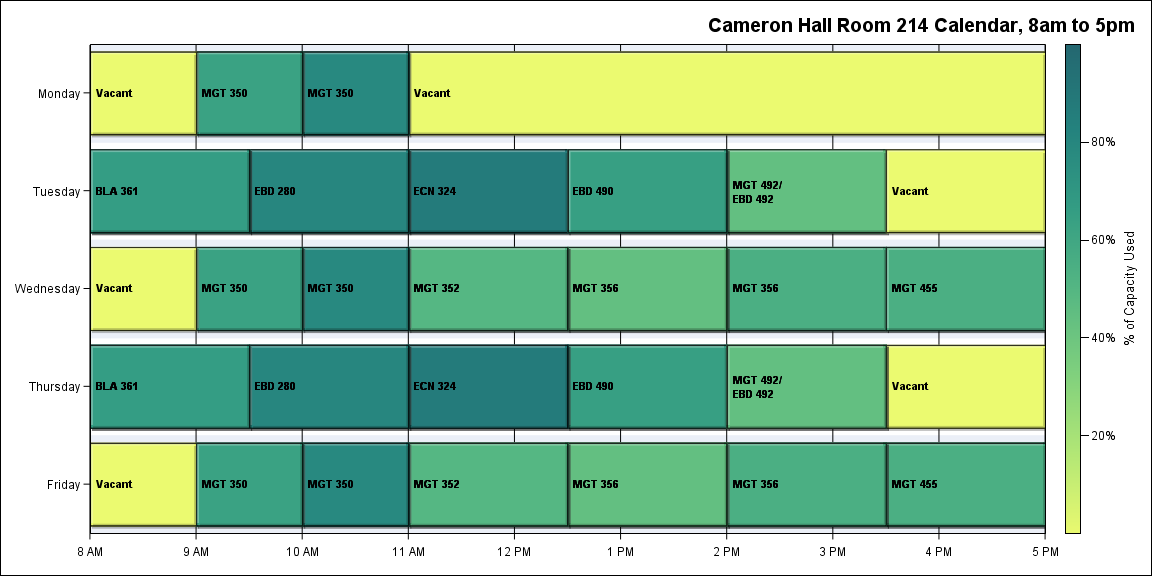 Cameron Hall Room 214 Calendar, 8am to 5pm
Monday
Vacant
MGT 350
MGT 350
Vacant
Tuesday
BLA 361
EBD 280
ECN 324
EBD 490
MGT 492/
EBD 492
Vacant
Wednesday
Vacant
MGT 350
MGT 350
MGT 352
MGT 356
MGT 356
MGT 455
Thursday
BLA 361
EBD 280
ECN 324
EBD 490
MGT 492/
EBD 492
Vacant
Friday
Vacant
MGT 350
MGT 350
MGT 352
MGT 356
MGT 356
MGT 455
8 AM
9 AM
10 AM
11 AM
12 PM
1 PM
2 PM
3 PM
4 PM
5 PM
80%
60%
40%
20%
% of Capacity Used